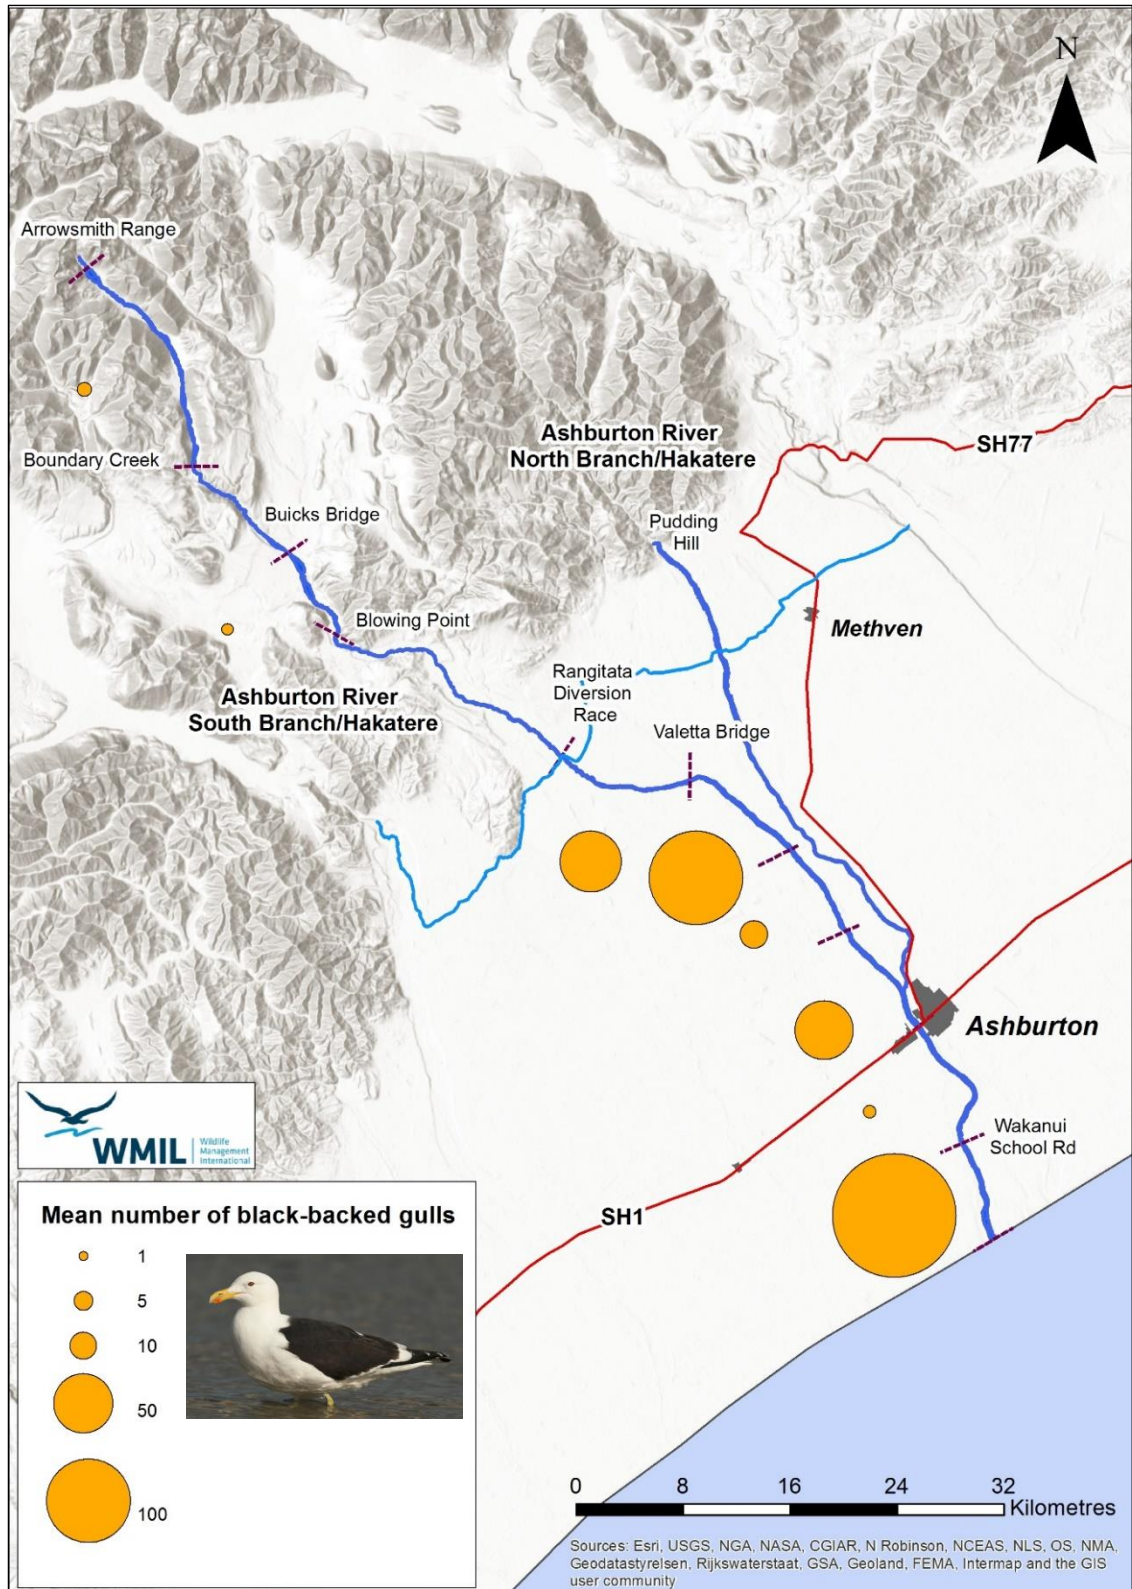 N
Arrowsmith Range
Ashburton River
North Branch/Hakatere
SH77
Boundary Creek
Buicks Bridge
Pudding
Hill
Blowing Point
Methven
Rangitata
Diversion
Race
Ashburton River
South Branch/Hakatere
Valetta Bridge
Ashburton
WMIL
Wildlife
Management
International
Wakanui
School Rd
SH1
Mean number of black-backed gulls
1
5
10
50
100
0 8 16 24 32
Kilometres
Sources: Esri, USGS, NGA, NASA, CGIAR, N Robinson, NCEAS, NLS, OS, NMA,
Geodatastyrelsen, Rijkswaterstaat, GSA, Geoland, FEMA, Intermap and the GIS
user community